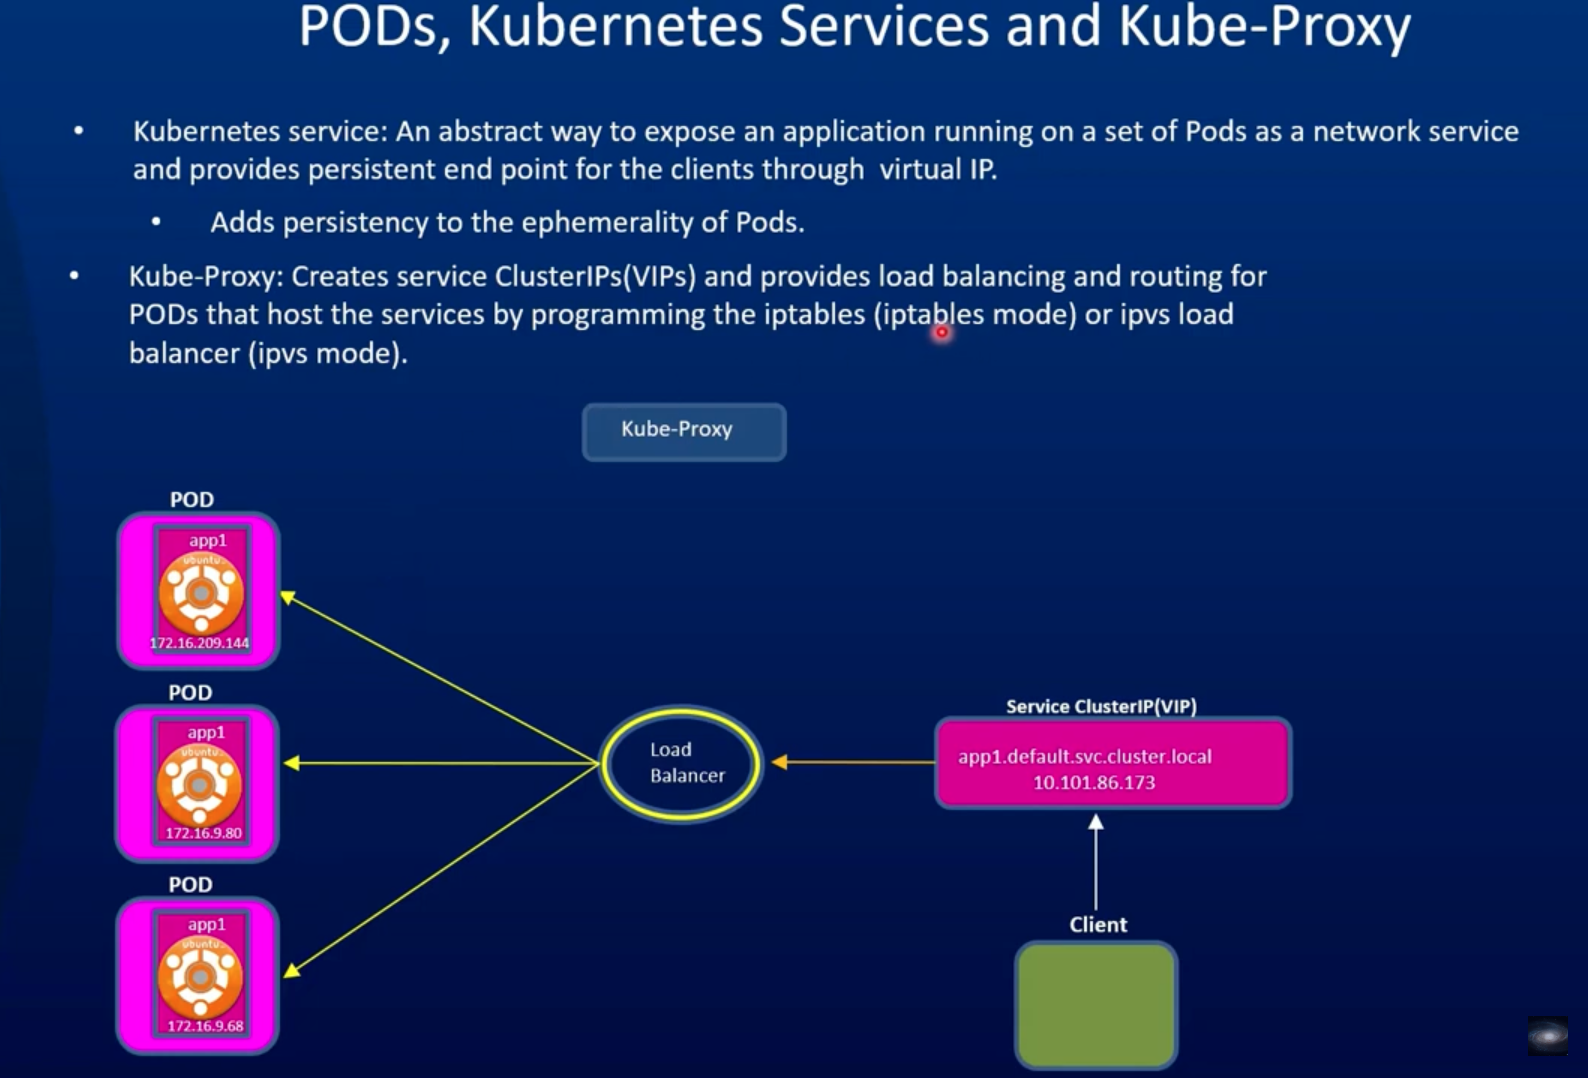 PODs, Kubernetes Services and Kube-Proxy
• Kubernetes service: An abstract way to expose an application running on a set of Pods as a network service
and provides persistent end point for the clients through virtual IP.
• Adds persistency to the ephemerality of Pods.
• Kube-Proxy: Creates service ClusterIPs(VIPs) and provides load balancing and routing for
PODs that host the services by programming the iptables (iptables mode) or ipvs load
balancer (ipvs mode).
Kube-Proxy
POD
app1
ubuntu
172.16.209.144
POD
app1
ubuntu
172.16.9.80
POD
app1
ubuntu
172.16.9.68
Load
Balancer
Service ClusterIP(VIP)
app1.default.svc.cluster.local
10.101.86.173
Client